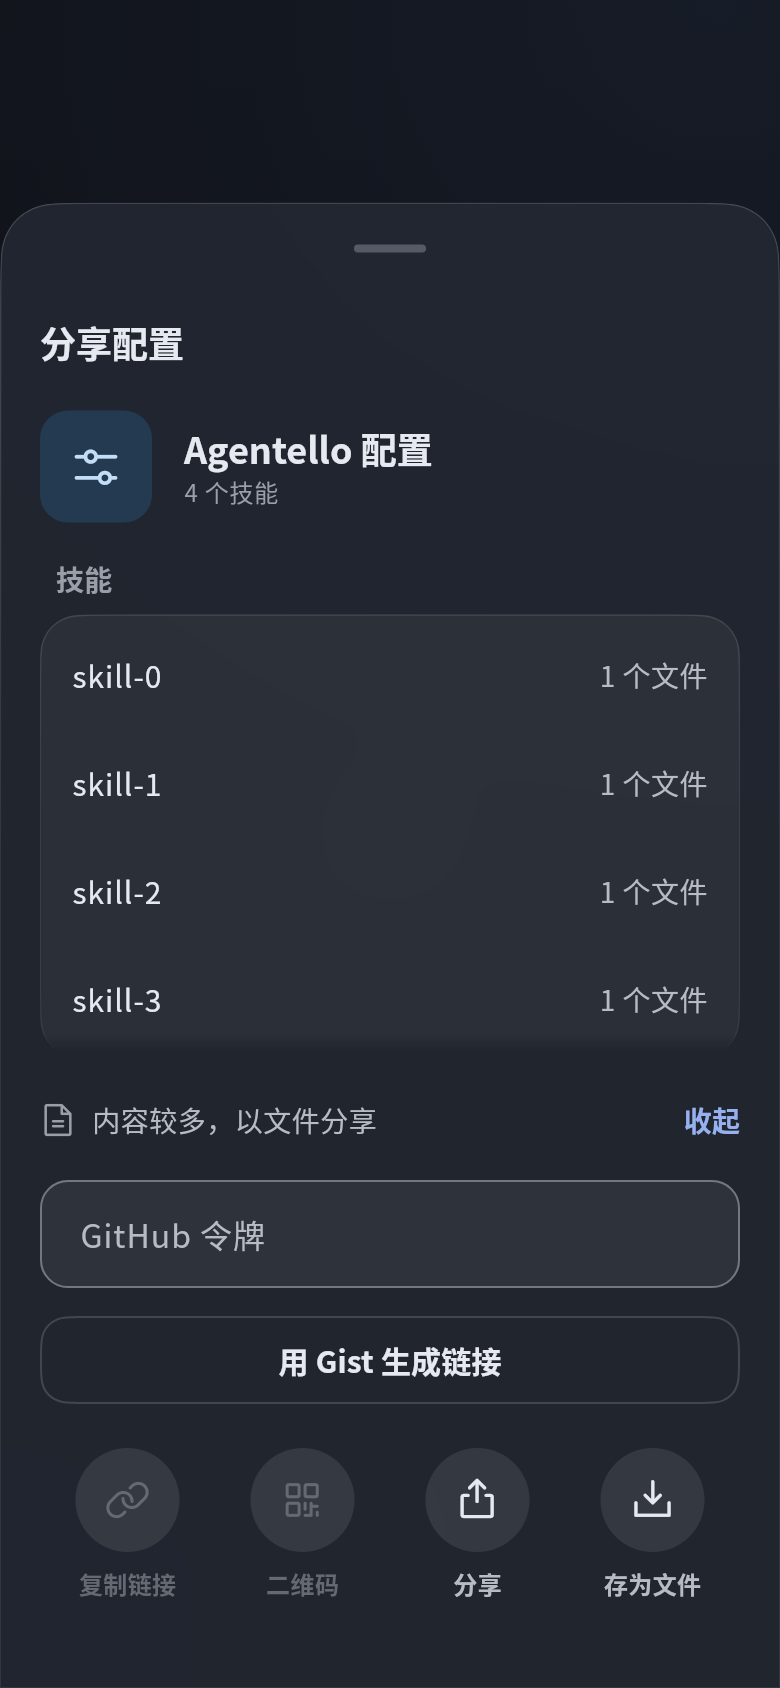 分享配置
Agentello 配置
4 个技能
技能
skill-0 1 个文件
skill-1 1 个文件
skill-2 1 个文件
skill-3 1 个文件
内容较多，以文件分享 收起
GitHub 令牌
用 Gist 生成链接
复制链接 二维码 分享 存为文件